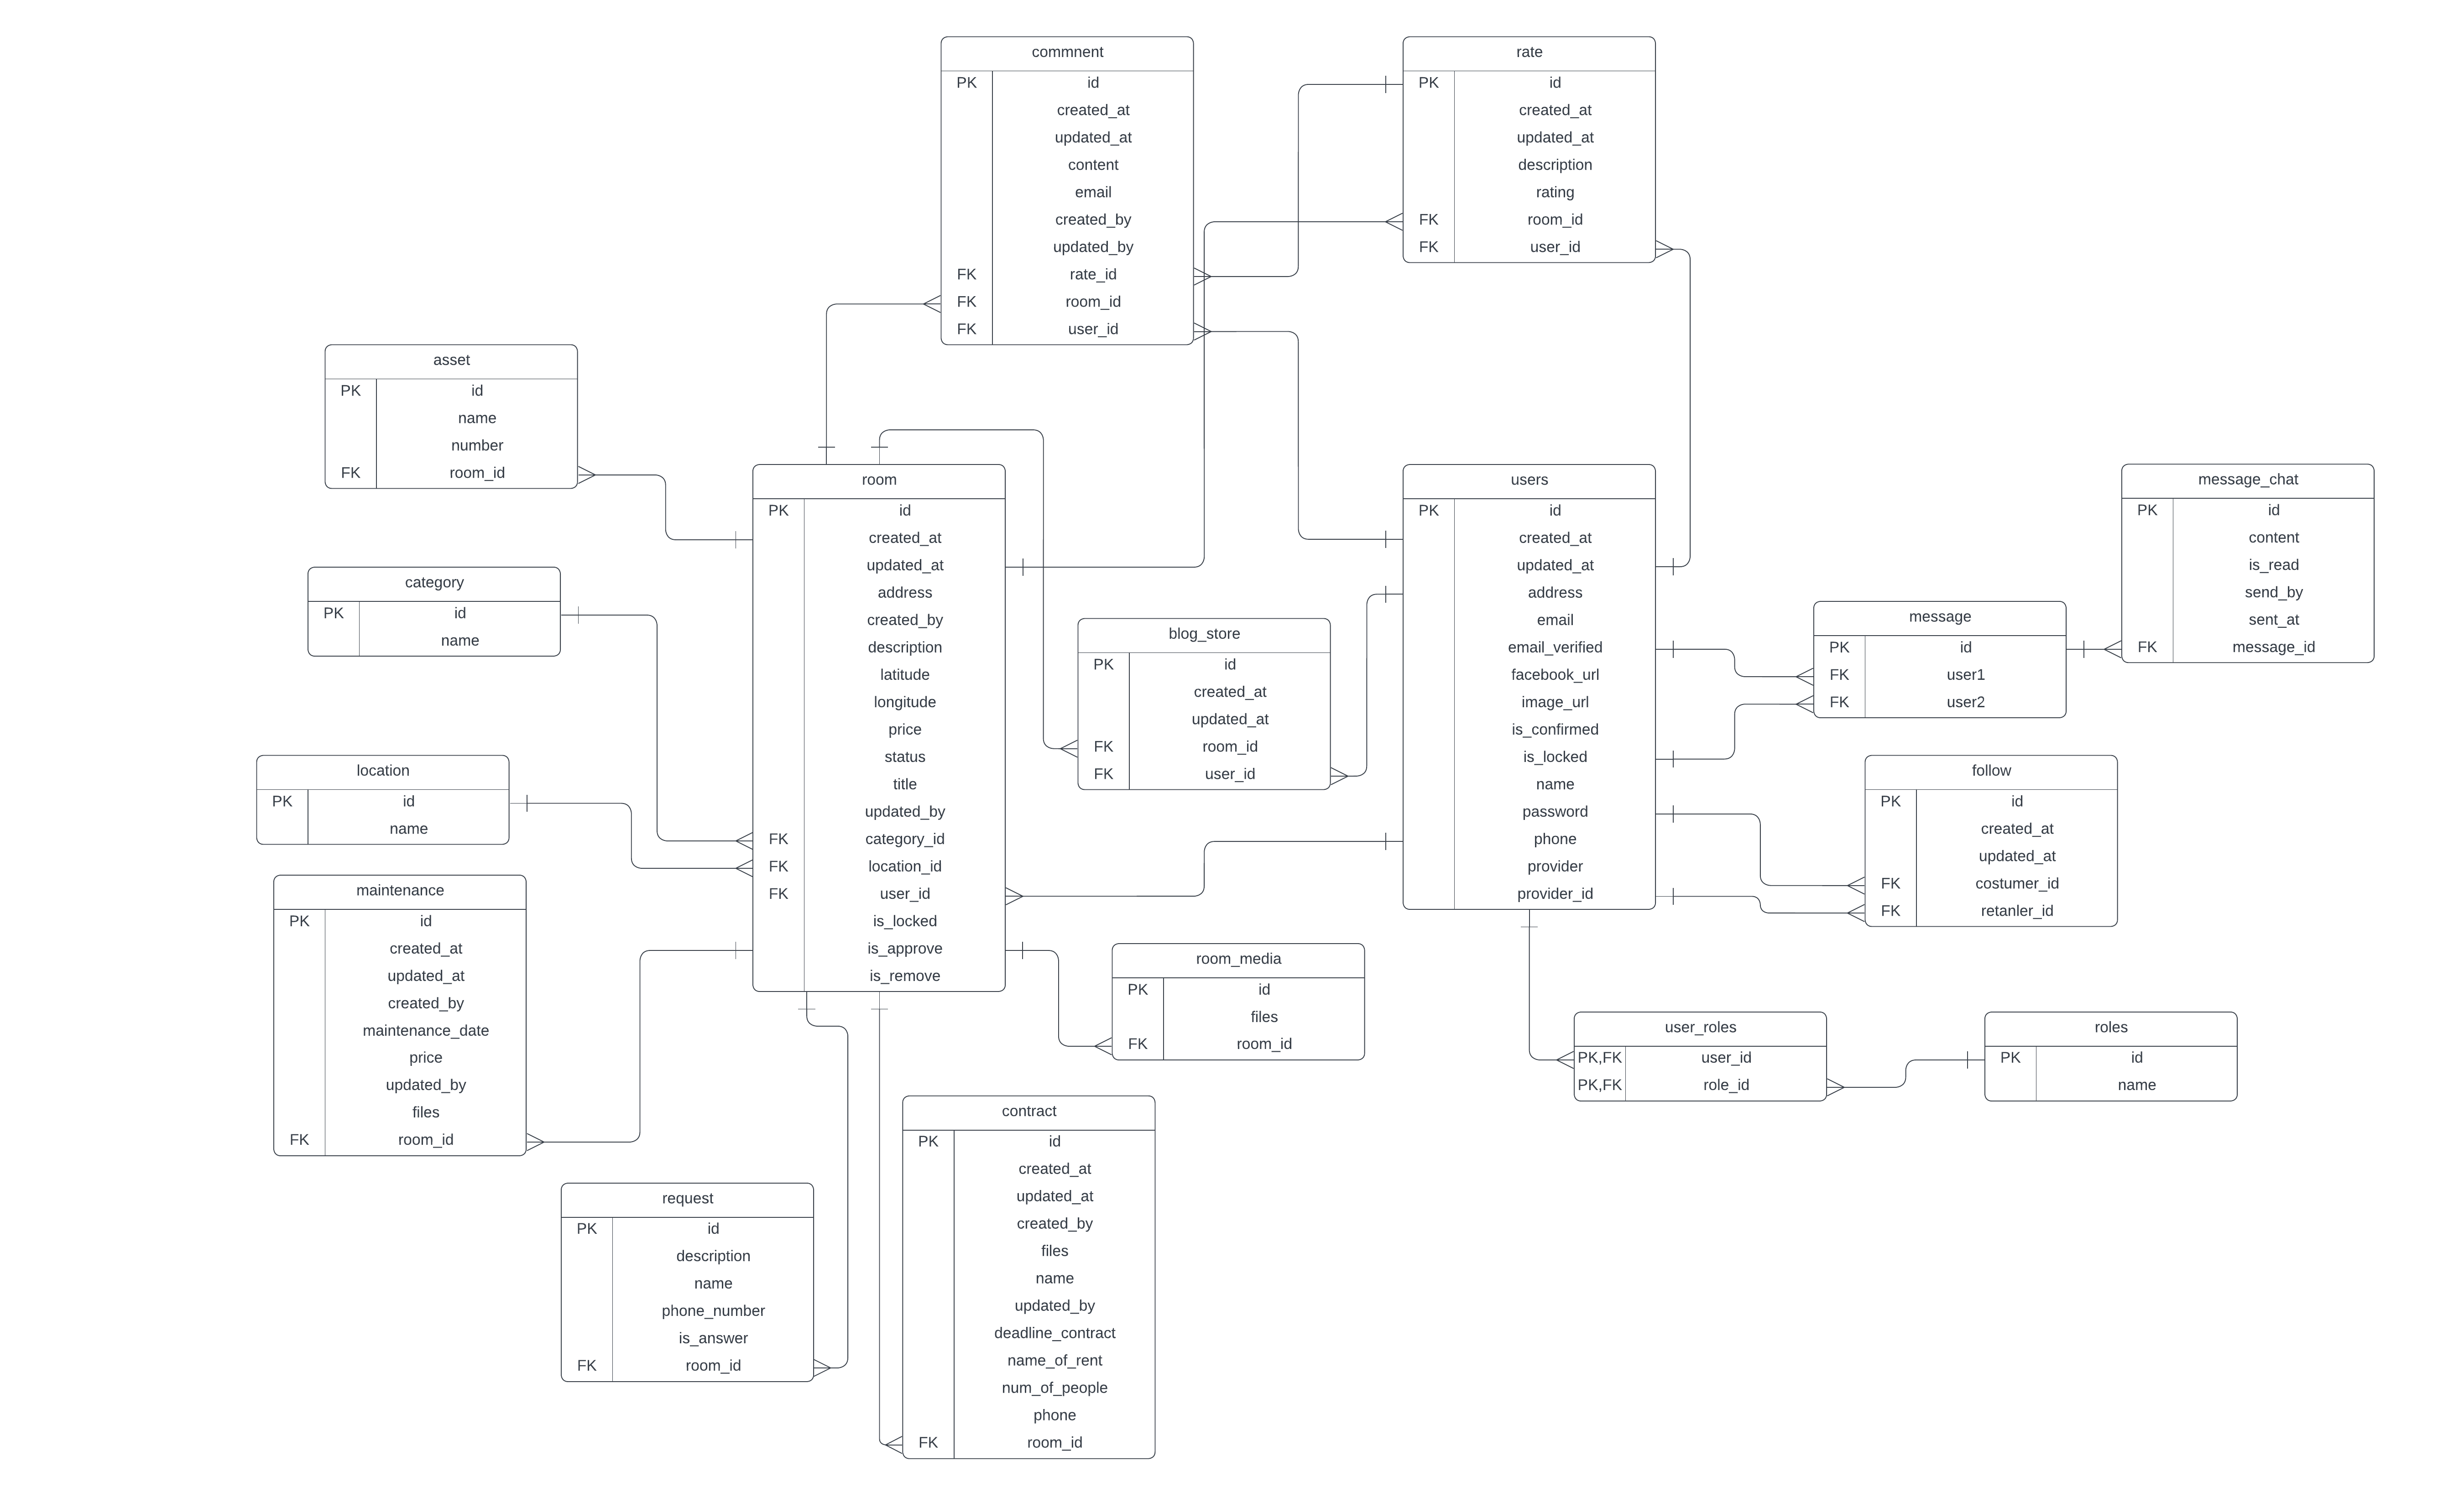 commnent
PK id
created_at
updated_at
content
email
created_by
updated_by
FK rate_id
FK room_id
FK user_id
rate
PK id
created_at
updated_at
description
rating
FK room_id
FK user_id
asset
PK id
name
number
FK room_id
room
PK id
created_at
updated_at
address
created_by
description
latitude
longitude
price
status
title
updated_by
FK category_id
FK location_id
FK user_id
is_locked
is_approve
is_remove
users
PK id
created_at
updated_at
address
email
email_verified
facebook_url
image_url
is_confirmed
is_locked
name
password
phone
provider
provider_id
message_chat
PK id
content
is_read
send_by
sent_at
FK message_id
category
PK id
name
blog_store
PK id
created_at
updated_at
FK room_id
FK user_id
message
PK id
FK user1
FK user2
location
PK id
name
follow
PK id
created_at
updated_at
FK costumer_id
FK retanler_id
maintenance
PK id
created_at
updated_at
created_by
maintenance_date
price
updated_by
files
FK room_id
room_media
PK id
files
FK room_id
user_roles
PK,FK user_id
PK,FK role_id
roles
PK id
name
contract
PK id
created_at
updated_at
created_by
files
name
updated_by
deadline_contract
name_of_rent
num_of_people
phone
FK room_id
request
PK id
description
name
phone_number
is_answer
FK room_id